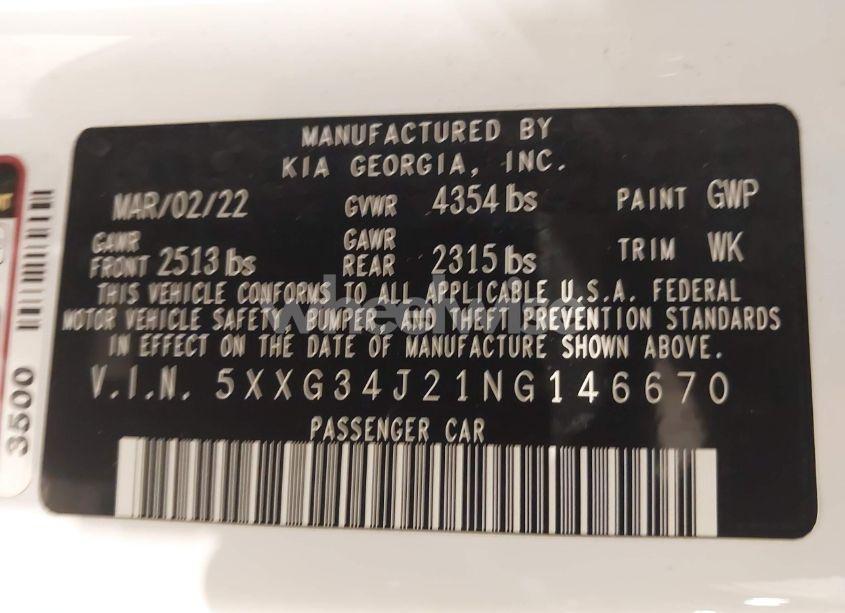 MANUFACTURED BY
KIA GEORGIA, INC.
MAR/02/22 GVWR 4354 lbs PAINT GWP
GAWR FRONT 2513 lbs GAWR REAR 2315 lbs TRIM WK
THIS VEHICLE CONFORMS TO ALL APPLICABLE U.S.A. FEDERAL
MOTOR VEHICLE SAFETY, BUMPER, AND THEFT PREVENTION STANDARDS
IN EFFECT ON THE DATE OF MANUFACTURE SHOWN ABOVE.
V.I.N. 5XXG34J21NG146670
PASSENGER CAR
3500